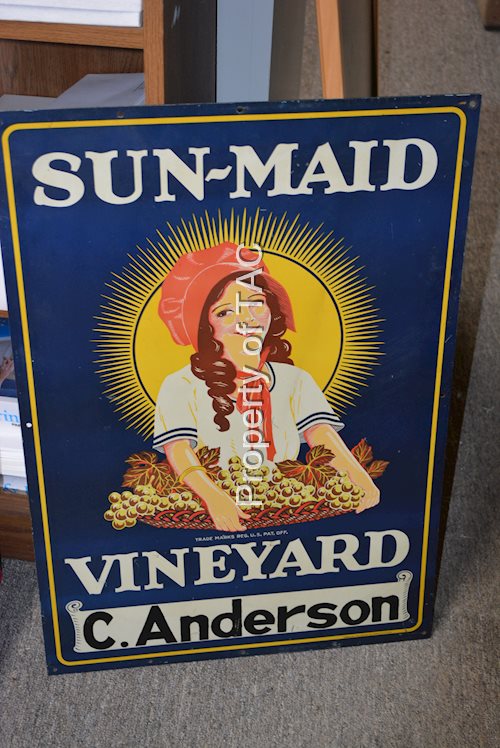 SUN-MAID
Property of TAC
TRADE MARKS REG. U.S. PAT. OFF.
VINEYARD
C. Anderson